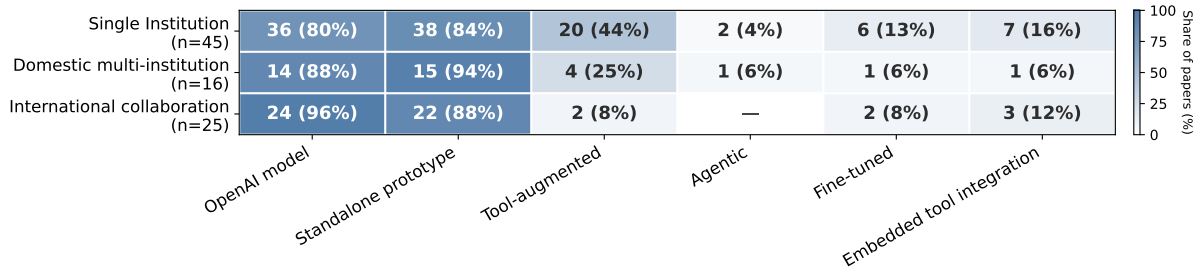 Single Institution
(n=45)
36 (80%) 38 (84%) 20 (44%) 2 (4%) 6 (13%) 7 (16%)
Domestic multi-institution
(n=16)
14 (88%) 15 (94%) 4 (25%) 1 (6%) 1 (6%) 1 (6%)
International collaboration
(n=25)
24 (96%) 22 (88%) 2 (8%) — 2 (8%) 3 (12%)
OpenAI model
Standalone prototype
Tool-augmented
Agentic
Fine-tuned
Embedded tool integration
100
75
50
25
0
Share of papers (%)